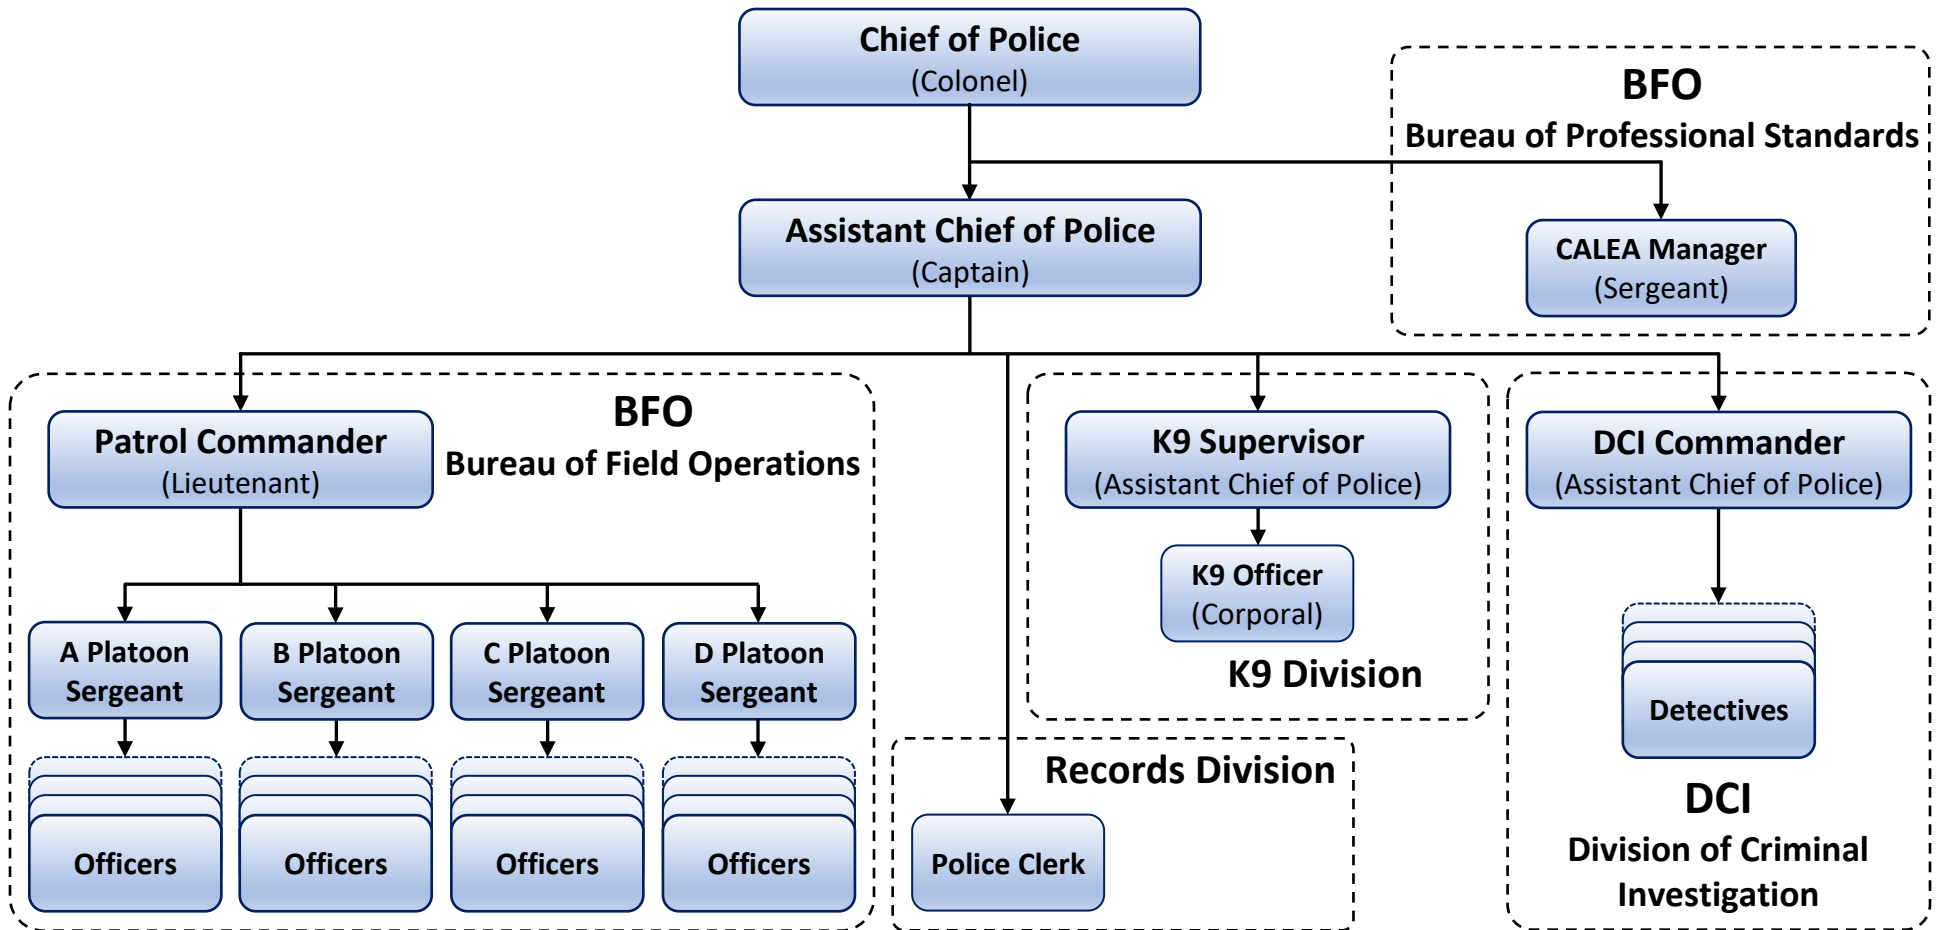 Chief of Police
(Colonel)
BFO
Bureau of Professional Standards
Assistant Chief of Police
(Captain)
CALEA Manager
(Sergeant)
BFO
Bureau of Field Operations
Patrol Commander
(Lieutenant)
K9 Supervisor
(Assistant Chief of Police)
DCI Commander
(Assistant Chief of Police)
K9 Officer
(Corporal)
K9 Division
A Platoon
Sergeant
B Platoon
Sergeant
C Platoon
Sergeant
D Platoon
Sergeant
Detectives
Records Division
DCI
Division of Criminal
Investigation
Officers
Officers
Officers
Officers
Police Clerk